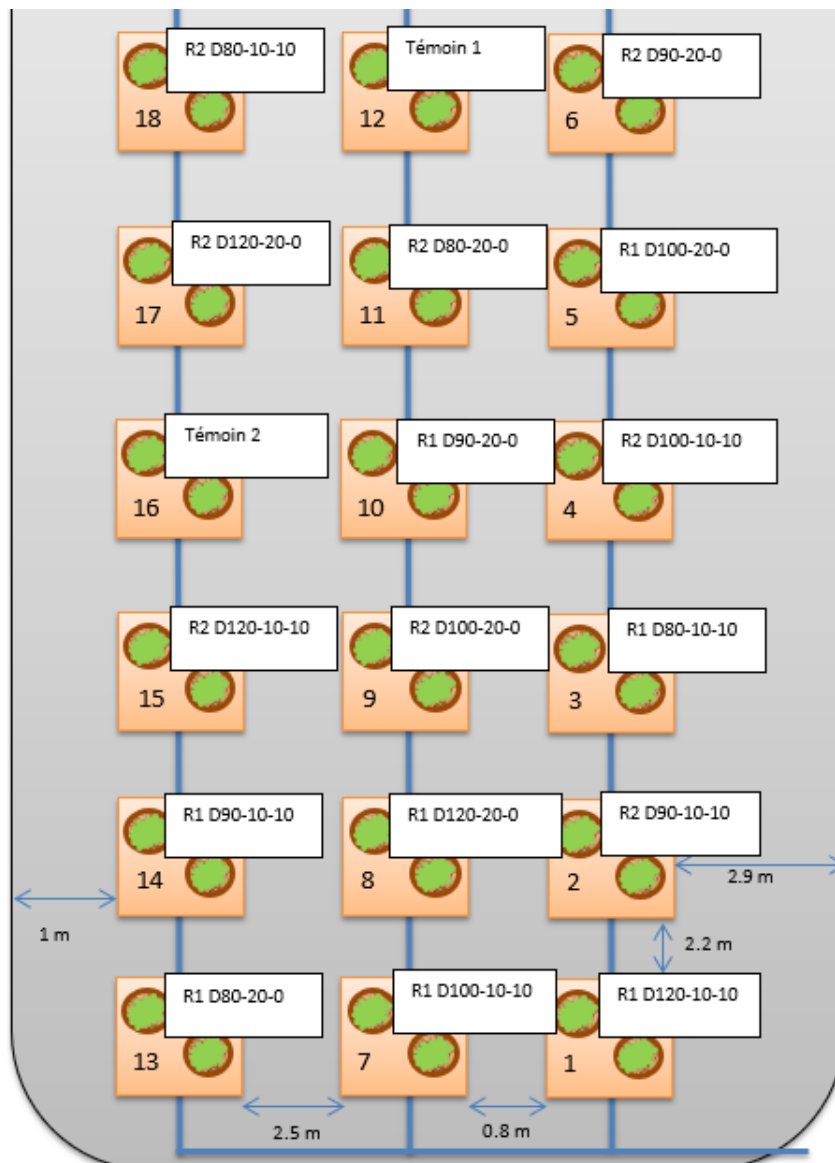 R2 D80-10-10
18
Témoin 1
12
R2 D90-20-0
6
R2 D120-20-0
17
R2 D80-20-0
11
R1 D100-20-0
5
Témoin 2
16
R1 D90-20-0
10
R2 D100-10-10
4
R2 D120-10-10
15
R2 D100-20-0
9
R1 D80-10-10
3
R1 D90-10-10
14
R1 D120-20-0
8
R2 D90-10-10
2
2.9 m
1 m
2.2 m
R1 D80-20-0
13
R1 D100-10-10
7
R1 D120-10-10
1
2.5 m
0.8 m